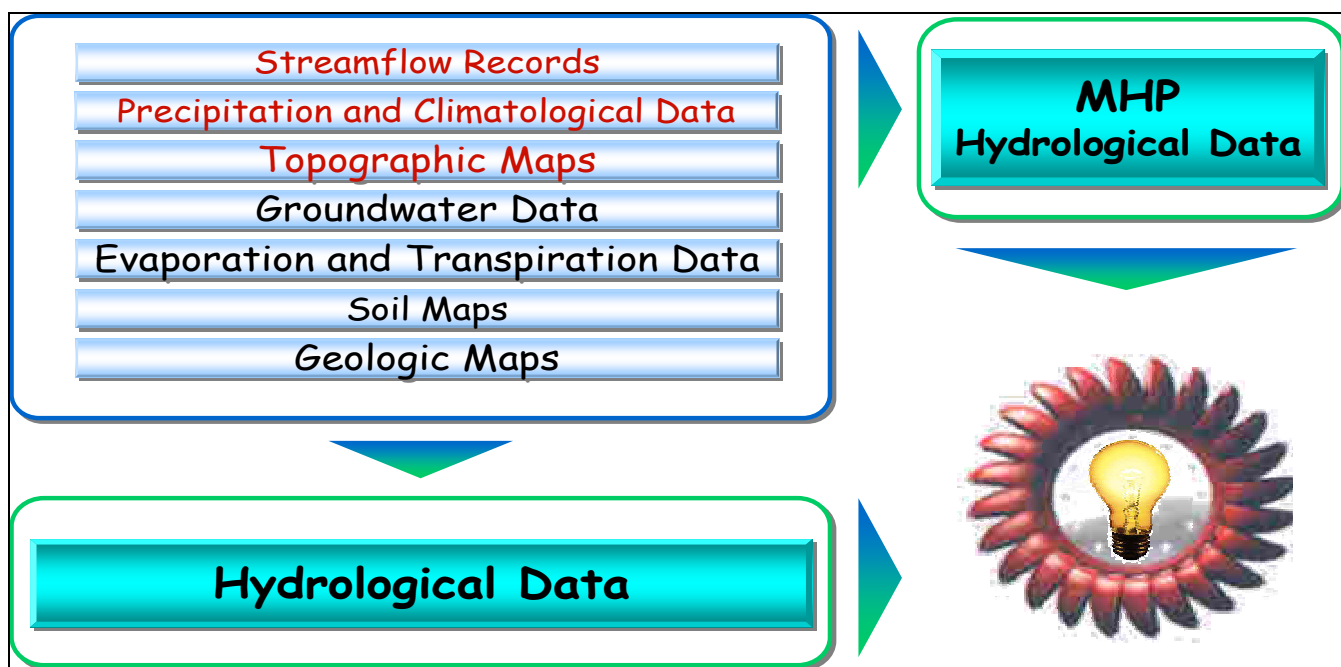 Streamflow Records
Precipitation and Climatological Data
Topographic Maps
Groundwater Data
Evaporation and Transpiration Data
Soil Maps
Geologic Maps
MHP
Hydrological Data
Hydrological Data